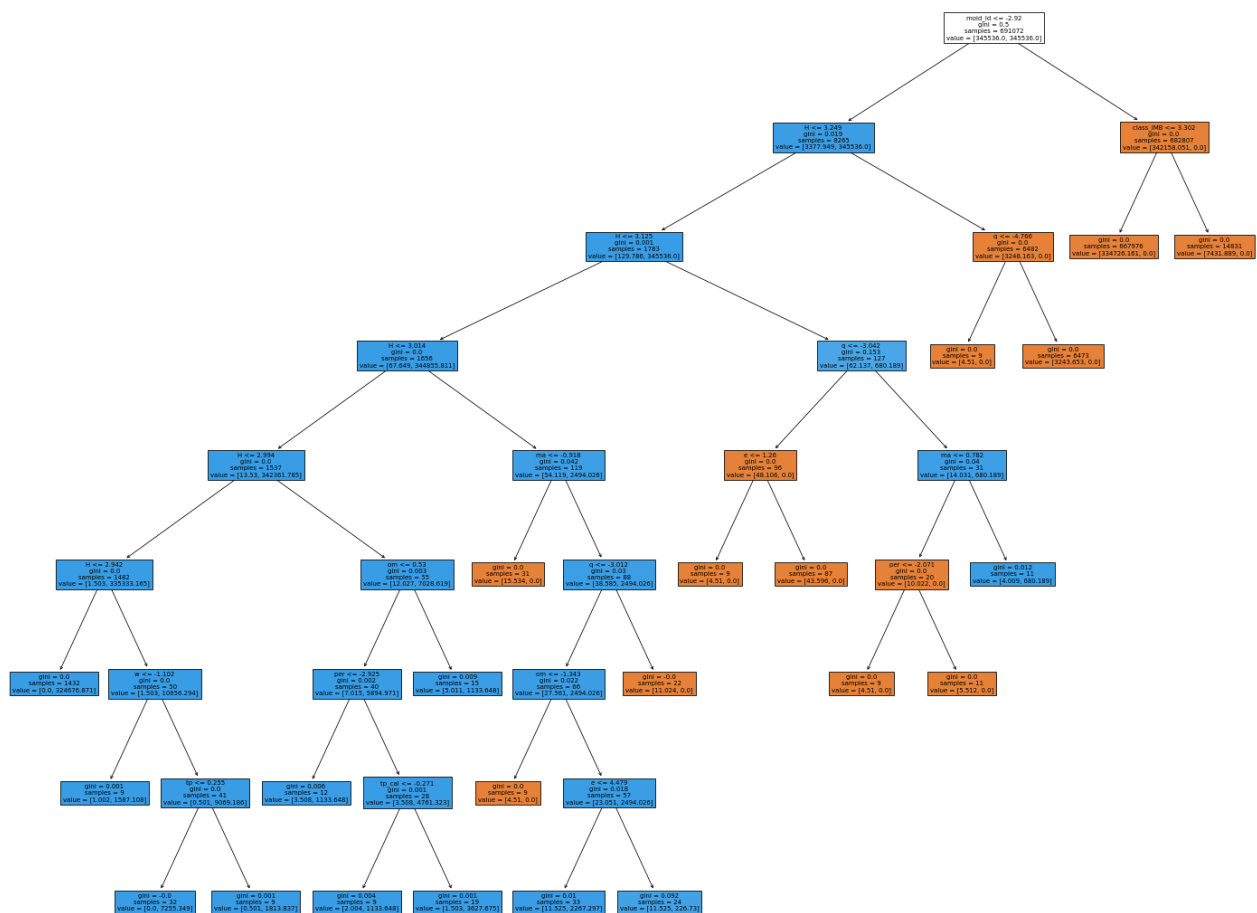 moid_ld <= -2.92
gini = 0.5
samples = 691072
value = [345536.0, 345536.0]
H <= 3.249
gini = 0.019
samples = 8265
value = [3377.949, 345536.0]
class_IMB <= 3.302
gini = 0.0
samples = 682807
value = [342158.051, 0.0]
H <= 3.125
gini = 0.001
samples = 1783
value = [129.786, 345536.0]
q <= -4.766
gini = 0.0
samples = 6482
value = [3248.163, 0.0]
gini = 0.0
samples = 667976
value = [334726.161, 0.0]
gini = 0.0
samples = 14831
value = [7431.889, 0.0]
H <= 3.014
gini = 0.0
samples = 1656
value = [67.649, 344855.811]
q <= -3.042
gini = 0.153
samples = 127
value = [62.137, 680.189]
gini = 0.0
samples = 9
value = [4.51, 0.0]
gini = 0.0
samples = 6473
value = [3243.653, 0.0]
H <= 2.994
gini = 0.0
samples = 1537
value = [13.53, 342361.785]
ma <= -0.918
gini = 0.042
samples = 119
value = [54.119, 2494.026]
e <= 1.26
gini = 0.0
samples = 96
value = [48.106, 0.0]
ma <= 0.782
gini = 0.04
samples = 31
value = [14.031, 680.189]
H <= 2.942
gini = 0.0
samples = 1482
value = [1.503, 335333.165]
om <= 0.53
gini = 0.003
samples = 55
value = [12.027, 7028.619]
gini = 0.0
samples = 31
value = [15.534, 0.0]
q <= -3.012
gini = 0.03
samples = 88
value = [38.585, 2494.026]
gini = 0.0
samples = 9
value = [4.51, 0.0]
gini = 0.0
samples = 87
value = [43.596, 0.0]
per <= -2.071
gini = 0.0
samples = 20
value = [10.022, 0.0]
gini = 0.012
samples = 11
value = [4.009, 680.189]
gini = 0.0
samples = 1432
value = [0.0, 324676.871]
w <= -1.102
gini = 0.0
samples = 50
value = [1.503, 10656.294]
per <= -2.925
gini = 0.002
samples = 40
value = [7.015, 5894.971]
gini = 0.009
samples = 15
value = [5.011, 1133.648]
om <= -1.343
gini = 0.022
samples = 66
value = [27.561, 2494.026]
gini = -0.0
samples = 22
value = [11.024, 0.0]
gini = 0.0
samples = 9
value = [4.51, 0.0]
gini = 0.0
samples = 11
value = [5.512, 0.0]
gini = 0.001
samples = 9
value = [1.002, 1587.108]
tp <= 0.255
gini = 0.0
samples = 41
value = [0.501, 9069.186]
gini = 0.006
samples = 12
value = [3.508, 1133.648]
tp_cal <= -0.271
gini = 0.001
samples = 28
value = [3.508, 4761.323]
gini = 0.0
samples = 9
value = [4.51, 0.0]
e <= 4.479
gini = 0.018
samples = 57
value = [23.051, 2494.026]
gini = -0.0
samples = 32
value = [0.0, 7255.349]
gini = 0.001
samples = 9
value = [0.501, 1813.837]
gini = 0.004
samples = 9
value = [2.004, 1133.648]
gini = 0.001
samples = 19
value = [1.503, 3627.675]
gini = 0.01
samples = 33
value = [11.525, 2267.297]
gini = 0.092
samples = 24
value = [11.525, 226.73]